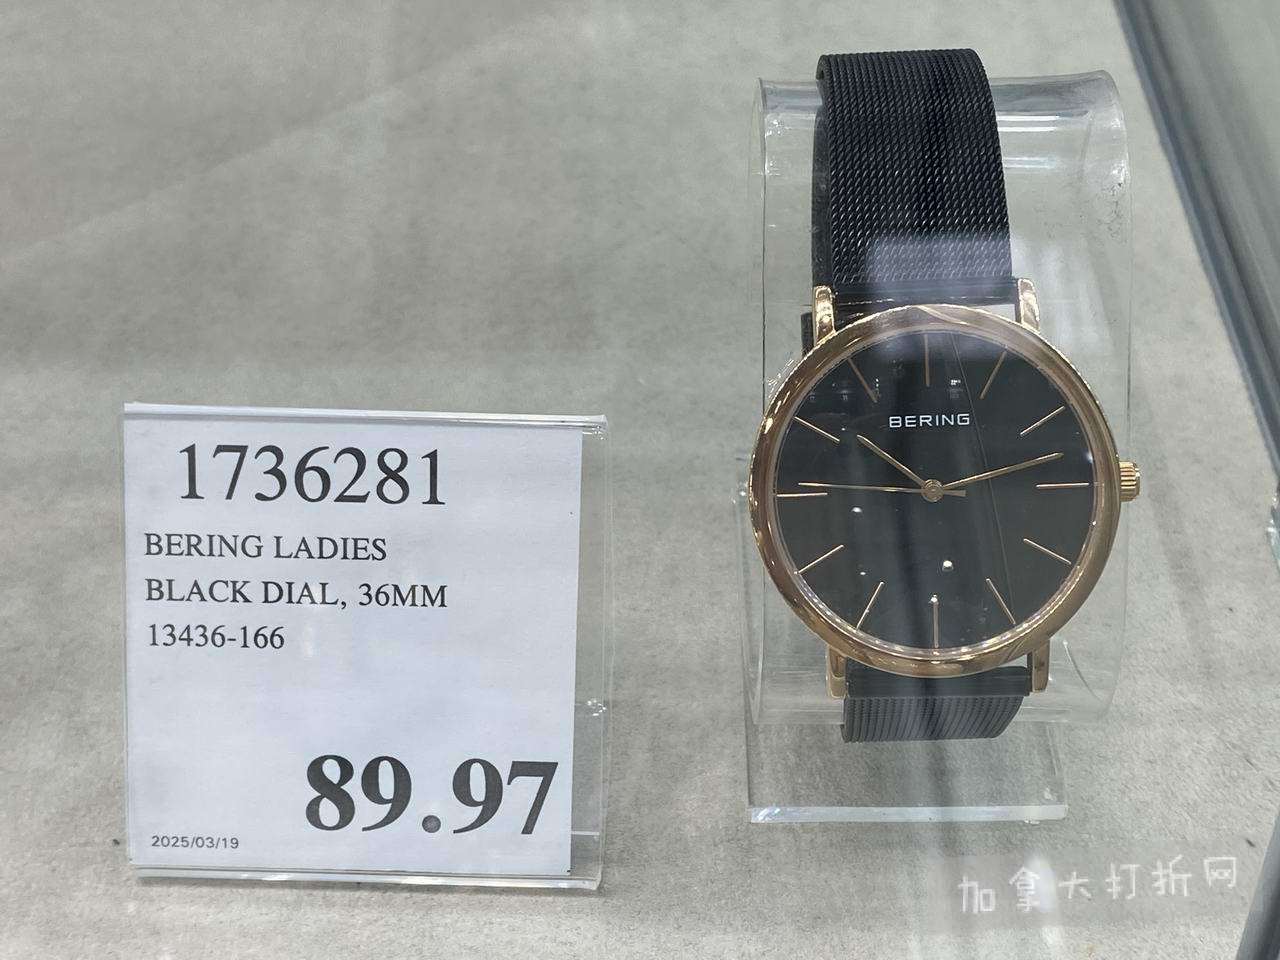 1736281
BERING LADIES
BLACK DIAL, 36MM
13436-166
89.97
2025/03/19
BERING
加拿大打折网